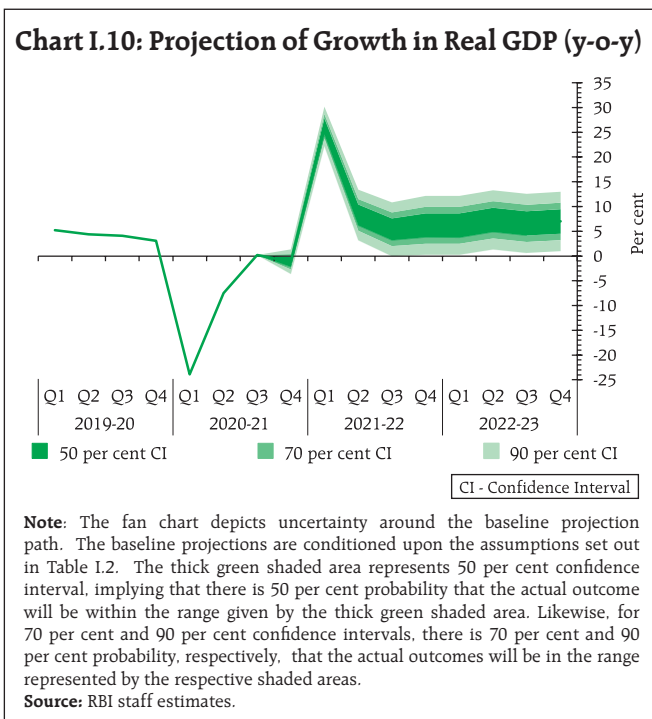 Chart I.10: Projection of Growth in Real GDP (y-o-y)
35
30
25
20
15
10
5
0
-5
-10
-15
-20
-25
Per cent
Q1 Q2 Q3 Q4 Q1 Q2 Q3 Q4 Q1 Q2 Q3 Q4 Q1 Q2 Q3 Q4
2019-20 2020-21 2021-22 2022-23
50 per cent CI 70 per cent CI 90 per cent CI
CI - Confidence Interval
Note: The fan chart depicts uncertainty around the baseline projection
path. The baseline projections are conditioned upon the assumptions set out
in Table I.2. The thick green shaded area represents 50 per cent confidence
interval, implying that there is 50 per cent probability that the actual outcome
will be within the range given by the thick green shaded area. Likewise, for
70 per cent and 90 per cent confidence intervals, there is 70 per cent and 90
per cent probability, respectively, that the actual outcomes will be in the range
represented by the respective shaded areas.
Source: RBI staff estimates.